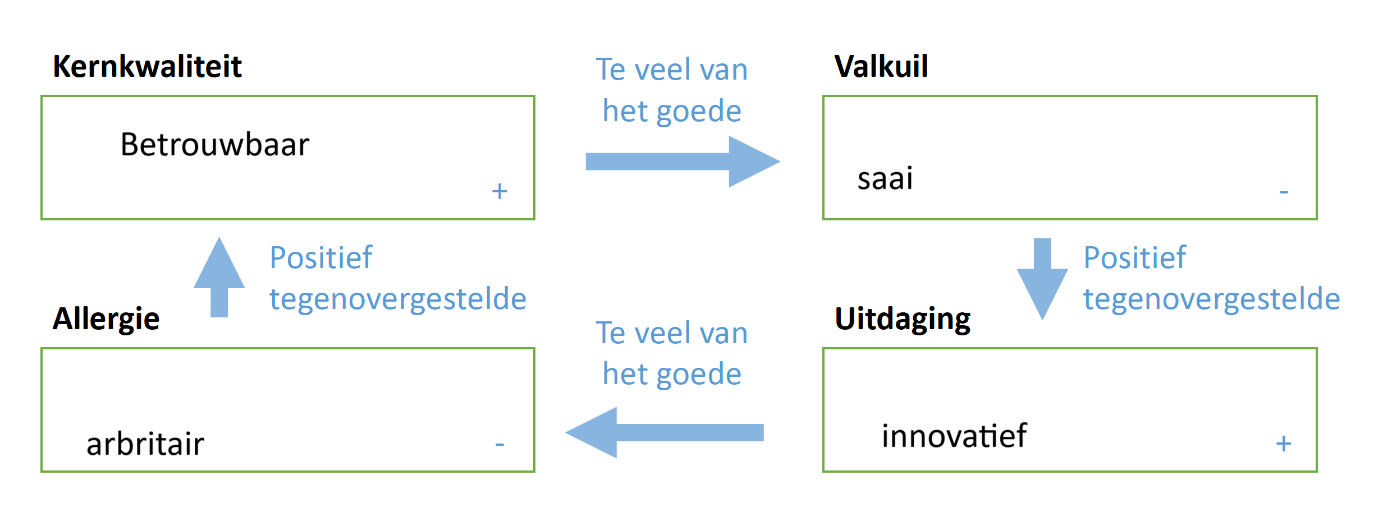 Kernkwaliteit
Te veel van
het goede
Valkuil
Betrouwbaar
+
saai
-
Positief
tegenovergestelde
Positief
tegenovergestelde
Allergie
Te veel van
het goede
Uitdaging
arbritair
-
innovatief
+